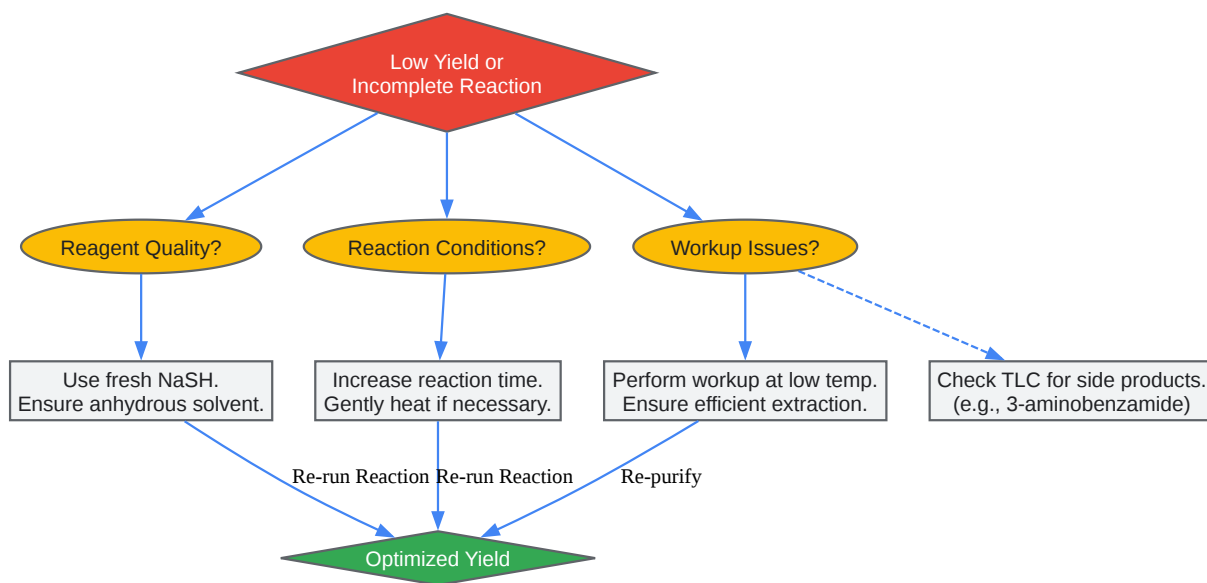 Low Yield or
Incomplete Reaction
Reagent Quality?
Reaction Conditions?
Workup Issues?
Use fresh NaSH.
Ensure anhydrous solvent.
Increase reaction time.
Gently heat if necessary.
Perform workup at low temp.
Ensure efficient extraction.
Check TLC for side products.
(e.g., 3-aminobenzamide)
Re-run Reaction
Re-run Reaction
Re-purify
Optimized Yield